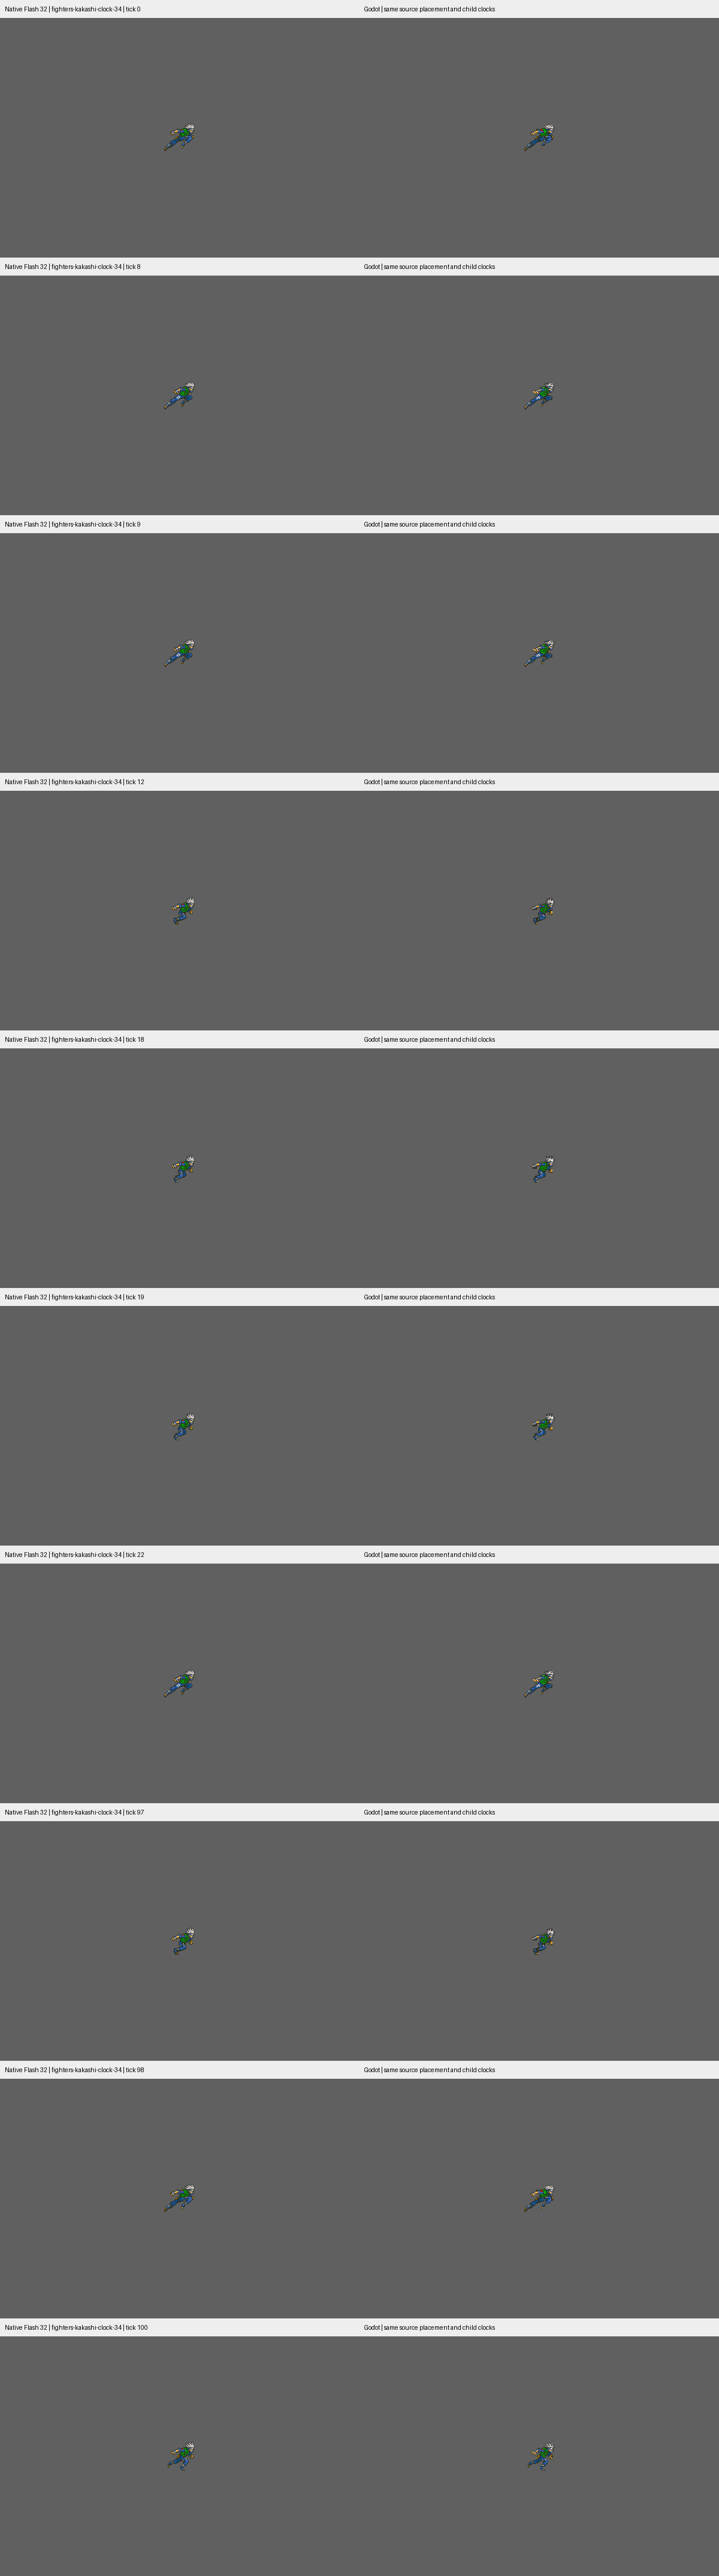 Native Flash 32 | fighters-kakashi-clock-34 | tick 0
Godot | same source placement and child clocks
Native Flash 32 | fighters-kakashi-clock-34 | tick 8
Godot | same source placement and child clocks
Native Flash 32 | fighters-kakashi-clock-34 | tick 9
Godot | same source placement and child clocks
Native Flash 32 | fighters-kakashi-clock-34 | tick 12
Godot | same source placement and child clocks
Native Flash 32 | fighters-kakashi-clock-34 | tick 18
Godot | same source placement and child clocks
Native Flash 32 | fighters-kakashi-clock-34 | tick 19
Godot | same source placement and child clocks
Native Flash 32 | fighters-kakashi-clock-34 | tick 22
Godot | same source placement and child clocks
Native Flash 32 | fighters-kakashi-clock-34 | tick 97
Godot | same source placement and child clocks
Native Flash 32 | fighters-kakashi-clock-34 | tick 98
Godot | same source placement and child clocks
Native Flash 32 | fighters-kakashi-clock-34 | tick 100
Godot | same source placement and child clocks